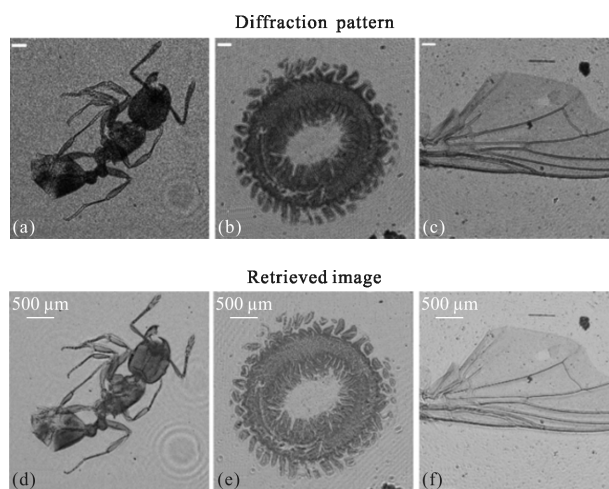 Diffraction pattern
(a)
(b)
(c)
Retrieved image
500 μm
500 μm
500 μm
(d)
(e)
(f)